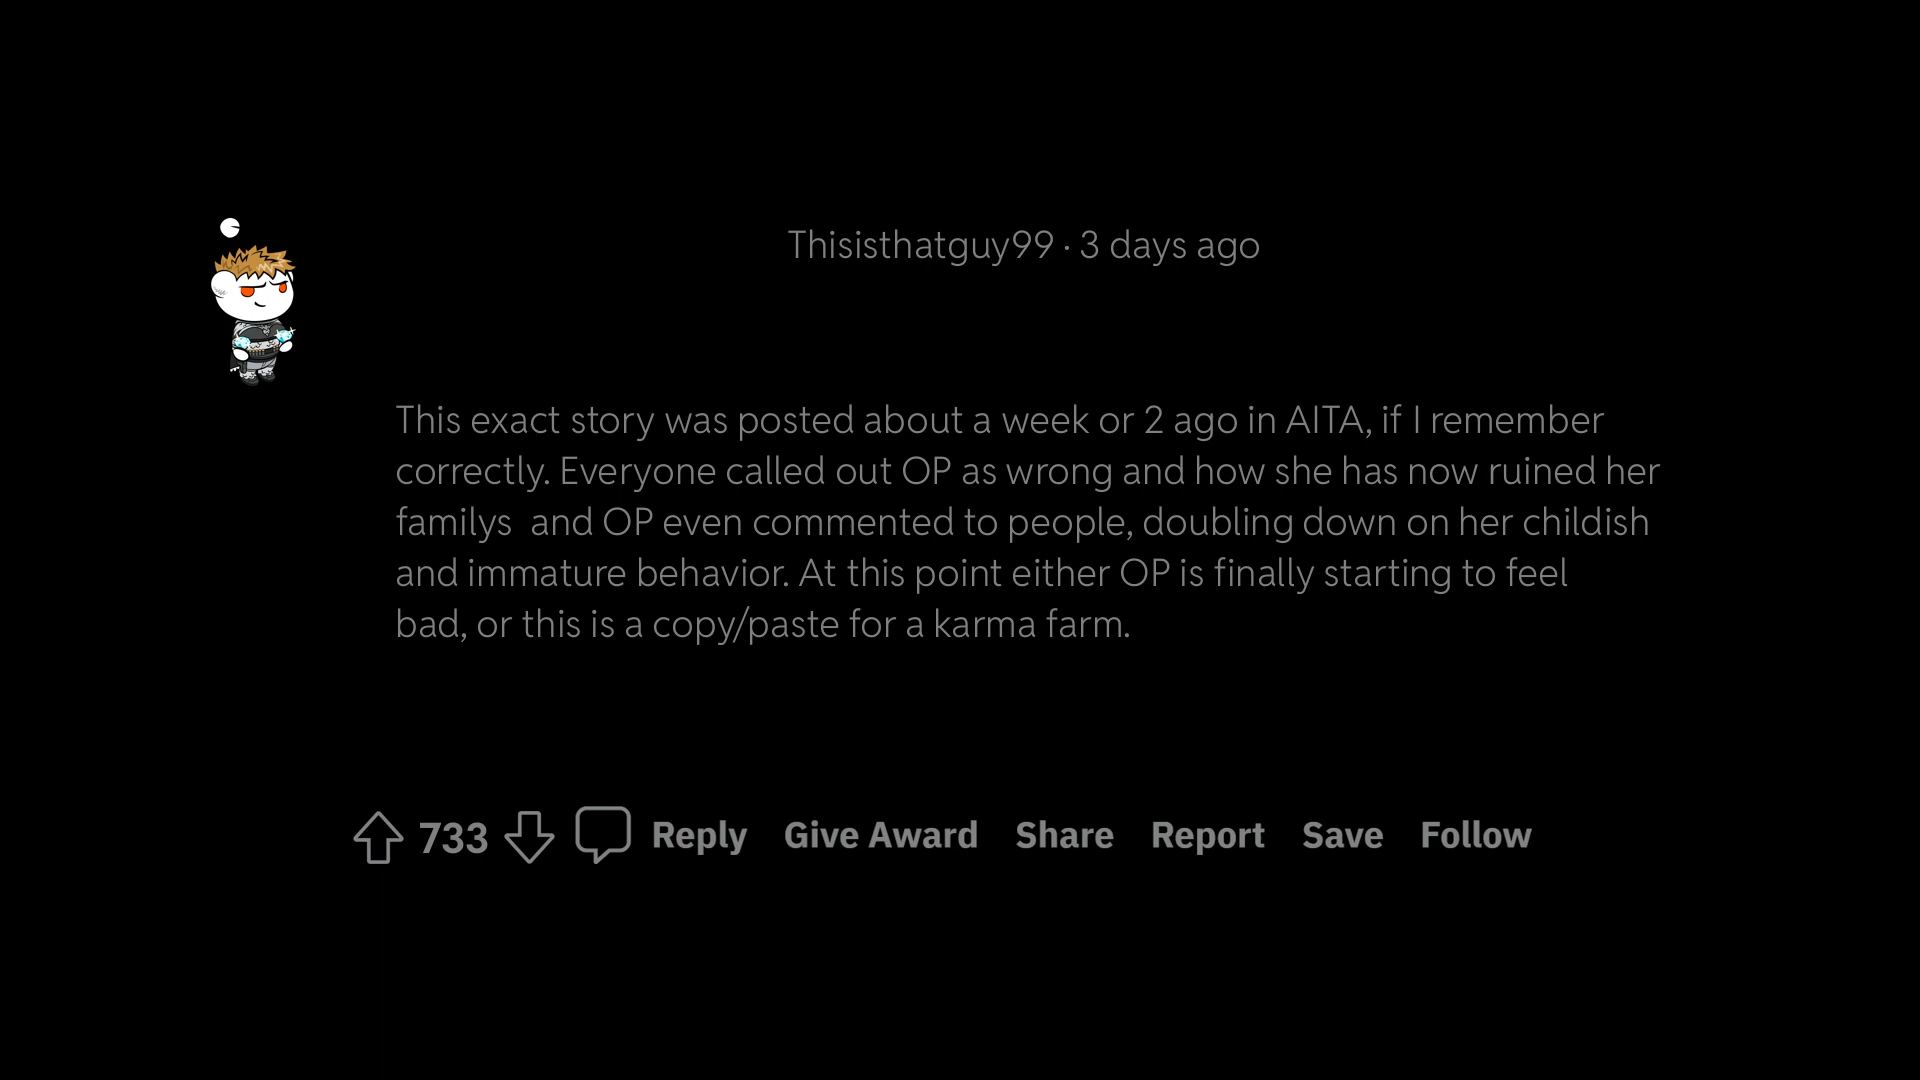 Thisisthatguy99 · 3 days ago
This exact story was posted about a week or 2 ago in AITA, if I remember
correctly. Everyone called out OP as wrong and how she has now ruined her
familys  and OP even commented to people, doubling down on her childish
and immature behavior. At this point either OP is finally starting to feel
bad, or this is a copy/paste for a karma farm.
733 Reply Give Award Share Report Save Follow